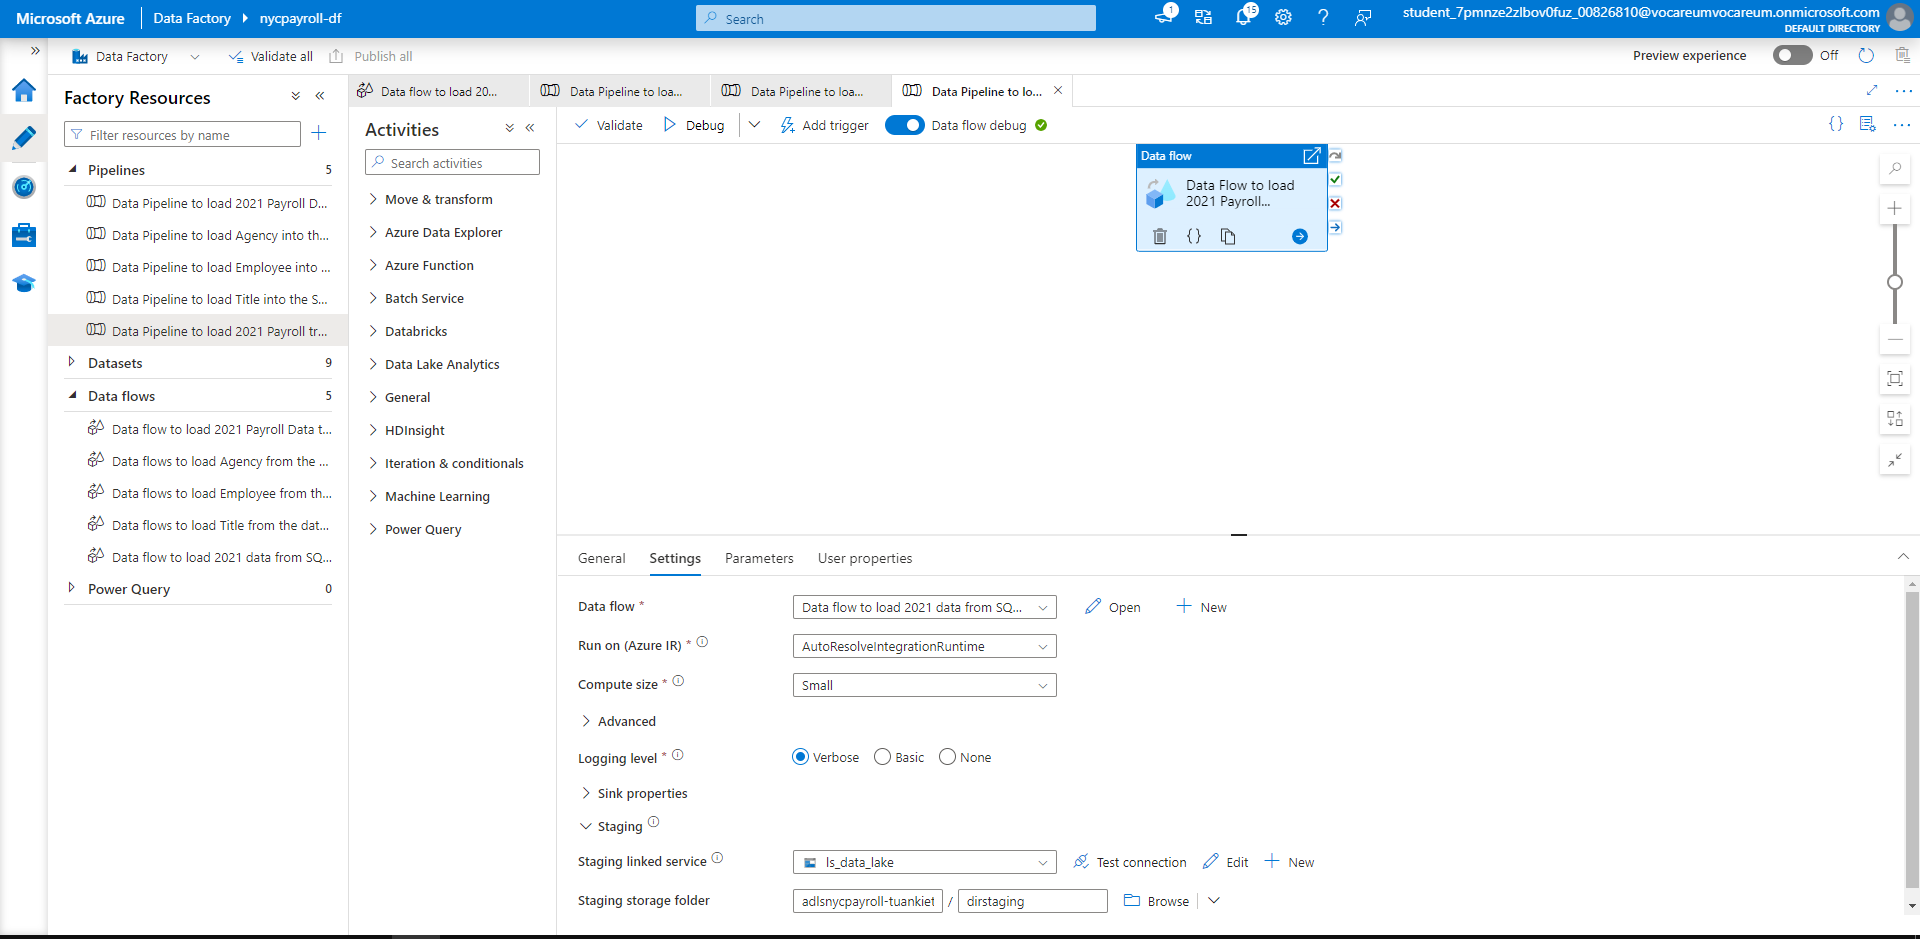 Microsoft Azure
Data Factory
nycpayroll-df
Search
1
15
?
student_7pmnze2zlbov0fuz_00826810@vocareumvocareum.onmicrosoft.com
DEFAULT DIRECTORY
Data Factory
Validate all
Publish all
Preview experience
Off
Factory Resources
Filter resources by name
Pipelines 5
Data Pipeline to load 2021 Payroll D...
Data Pipeline to load Agency into th...
Data Pipeline to load Employee into ...
Data Pipeline to load Title into the S...
Data Pipeline to load 2021 Payroll tr...
Datasets 9
Data flows 5
Data flow to load 2021 Payroll Data t...
Data flows to load Agency from the ...
Data flows to load Employee from th...
Data flows to load Title from the dat...
Data flow to load 2021 data from SQ...
Power Query 0
Data flow to load 20...
Data Pipeline to loa...
Data Pipeline to loa...
Data Pipeline to lo...
Activities
Search activities
Move & transform
Azure Data Explorer
Azure Function
Batch Service
Databricks
Data Lake Analytics
General
HDInsight
Iteration & conditionals
Machine Learning
Power Query
Validate
Debug
Add trigger
Data flow debug
{}
Data flow
Data Flow to load
2021 Payroll...
{}
General
Settings
Parameters
User properties
Data flow *
Data flow to load 2021 data from SQ...
Open
New
Run on (Azure IR) *
AutoResolveIntegrationRuntime
Compute size *
Small
Advanced
Logging level *
Verbose
Basic
None
Sink properties
Staging
Staging linked service
ls_data_lake
Test connection
Edit
New
Staging storage folder
adlsnycpayroll-tuankiet
/
dirstaging
Browse